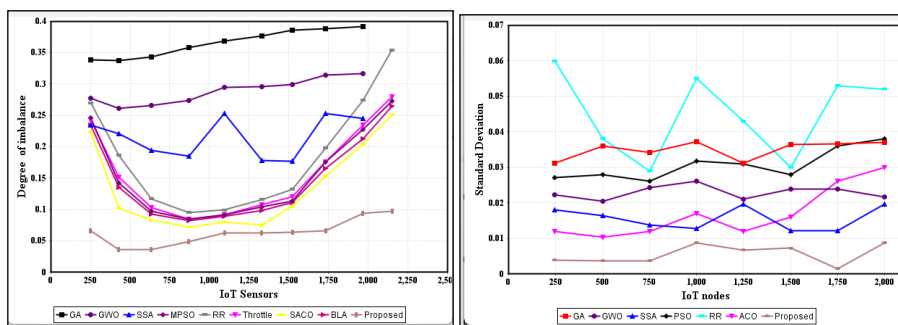 0.4
0.35
0.3
0.25
0.2
0.15
0.1
0.05
0
Degree of imbalance
0 250 500 750 1,000 1,250 1,500 1,750 2,000 2,250 2,50
IoT Sensors
GA GWO SSA MPSO RR Throttle SACO BLA Proposed
0.07
0.06
0.05
0.04
0.03
0.02
0.01
0
Standard Deviation
0 250 500 750 1,000 1,250 1,500 1,750 2,000
IoT nodes
GA GWO SSA PSO RR ACO Proposed